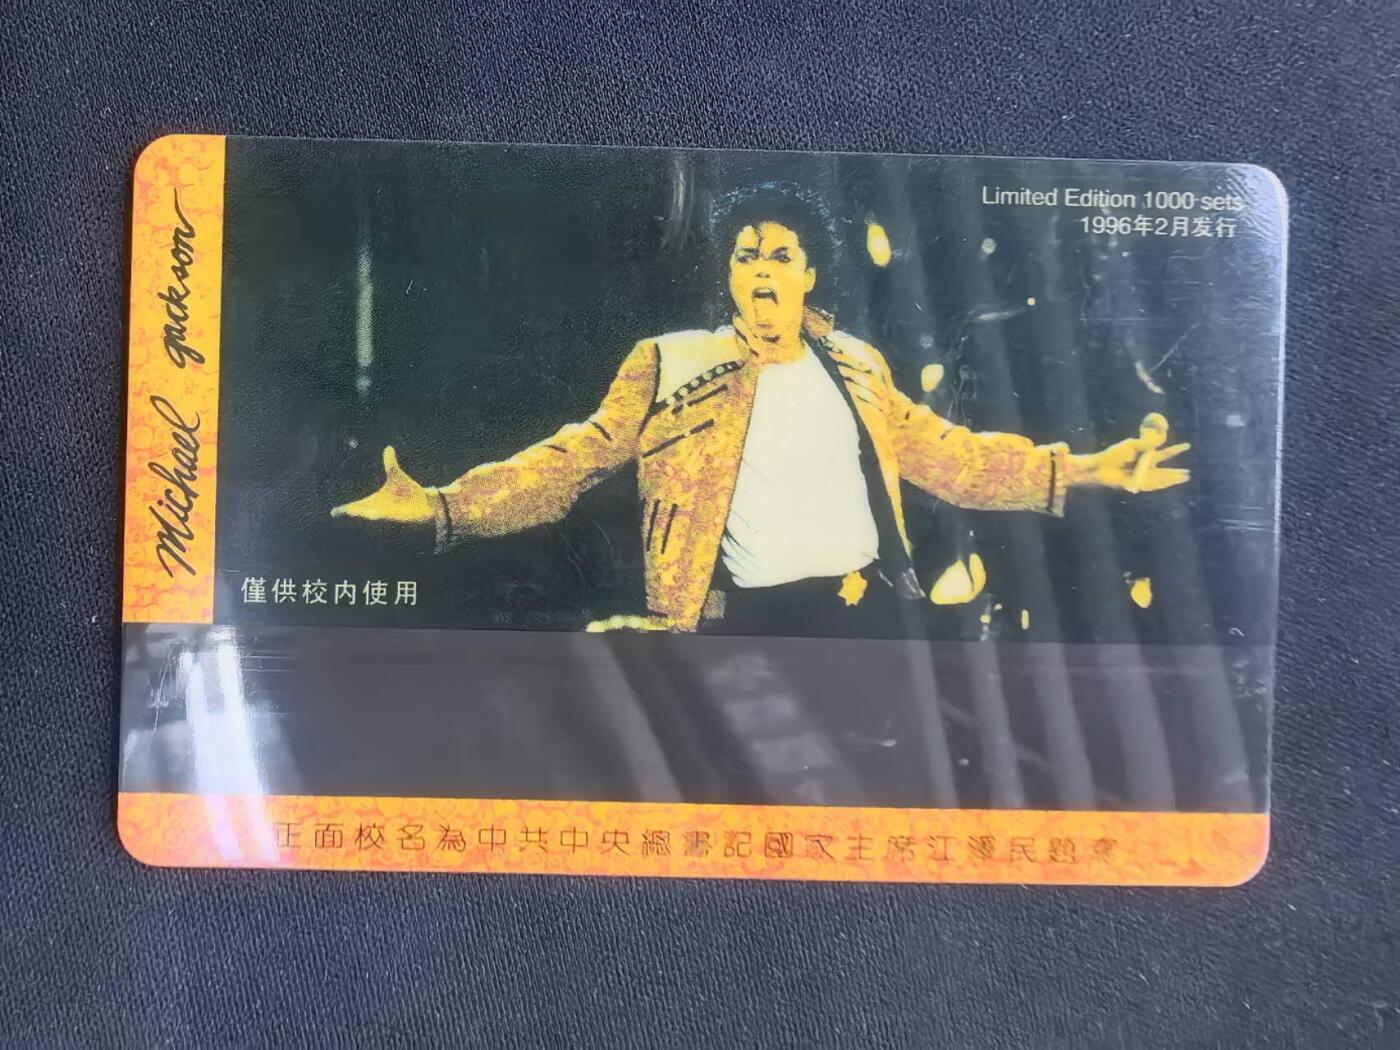 Limited Edition 1000 sets
1996年2月发行
Michael Jackson
僅供校内使用
正面校名為中共中央總書記國家主席江澤民題寫